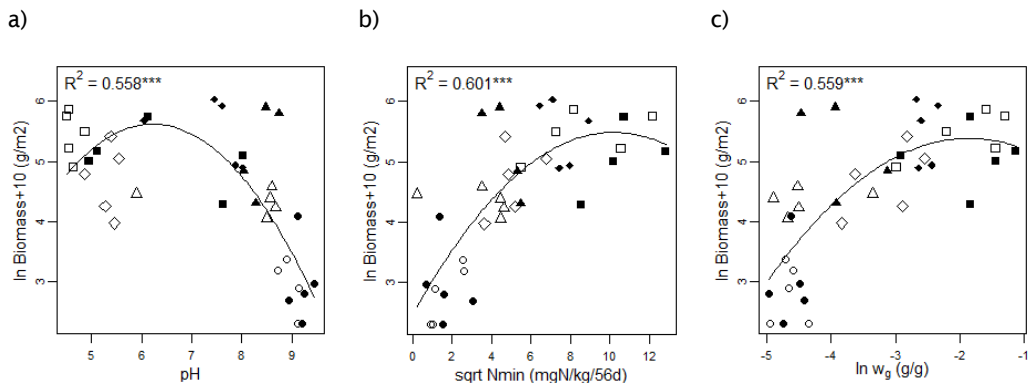 a)
b)
c)
R² = 0.558***
R² = 0.601***
R² = 0.559***
ln Biomass+10 (g/m2)
6
5
4
3
5
6
7
8
9
pH
ln Biomass+10 (g/m2)
6
5
4
3
0
2
4
6
8
10
12
sqrt Nmin (mgN/kg/56d)
ln Biomass+10 (g/m2)
6
5
4
3
-5
-4
-3
-2
-1
ln wg (g/g)